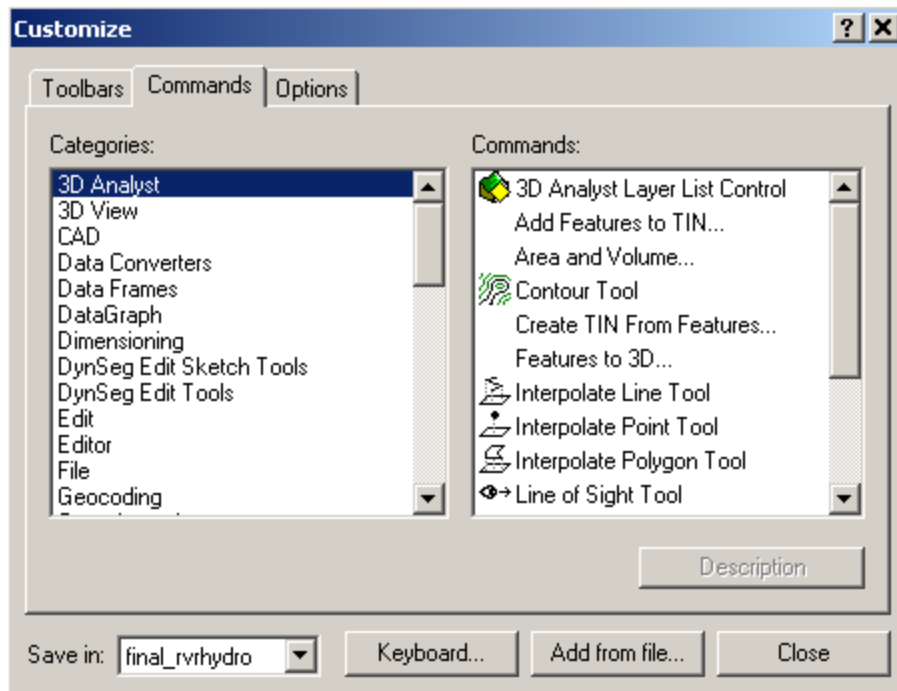 Customize
Toolbars
Commands
Options
Categories:
3D Analyst
3D View
CAD
Data Converters
Data Frames
DataGraph
Dimensioning
DynSeg Edit Sketch Tools
DynSeg Edit Tools
Edit
Editor
File
Geocoding
Commands:
3D Analyst Layer List Control
Add Features to TIN...
Area and Volume...
Contour Tool
Create TIN From Features...
Features to 3D...
Interpolate Line Tool
Interpolate Point Tool
Interpolate Polygon Tool
Line of Sight Tool
Description
Save in:
final_rvrhydro
Keyboard...
Add from file...
Close